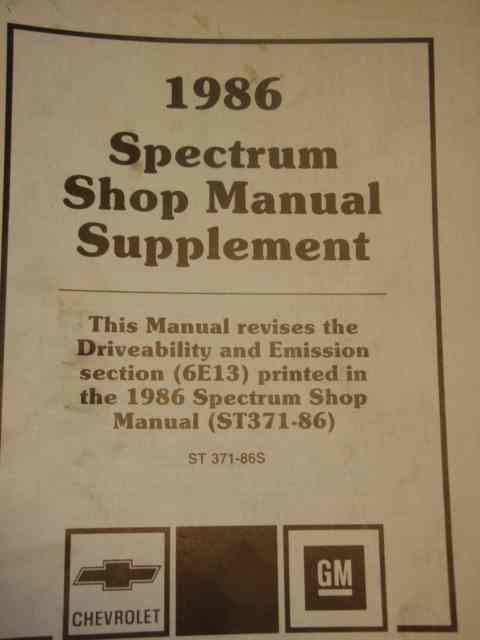 1986
Spectrum
Shop Manual
Supplement
This Manual revises the
Driveability and Emission
section (6E13) printed in
the 1986 Spectrum Shop
Manual (ST371-86)
ST 371-86S
CHEVROLET
GM